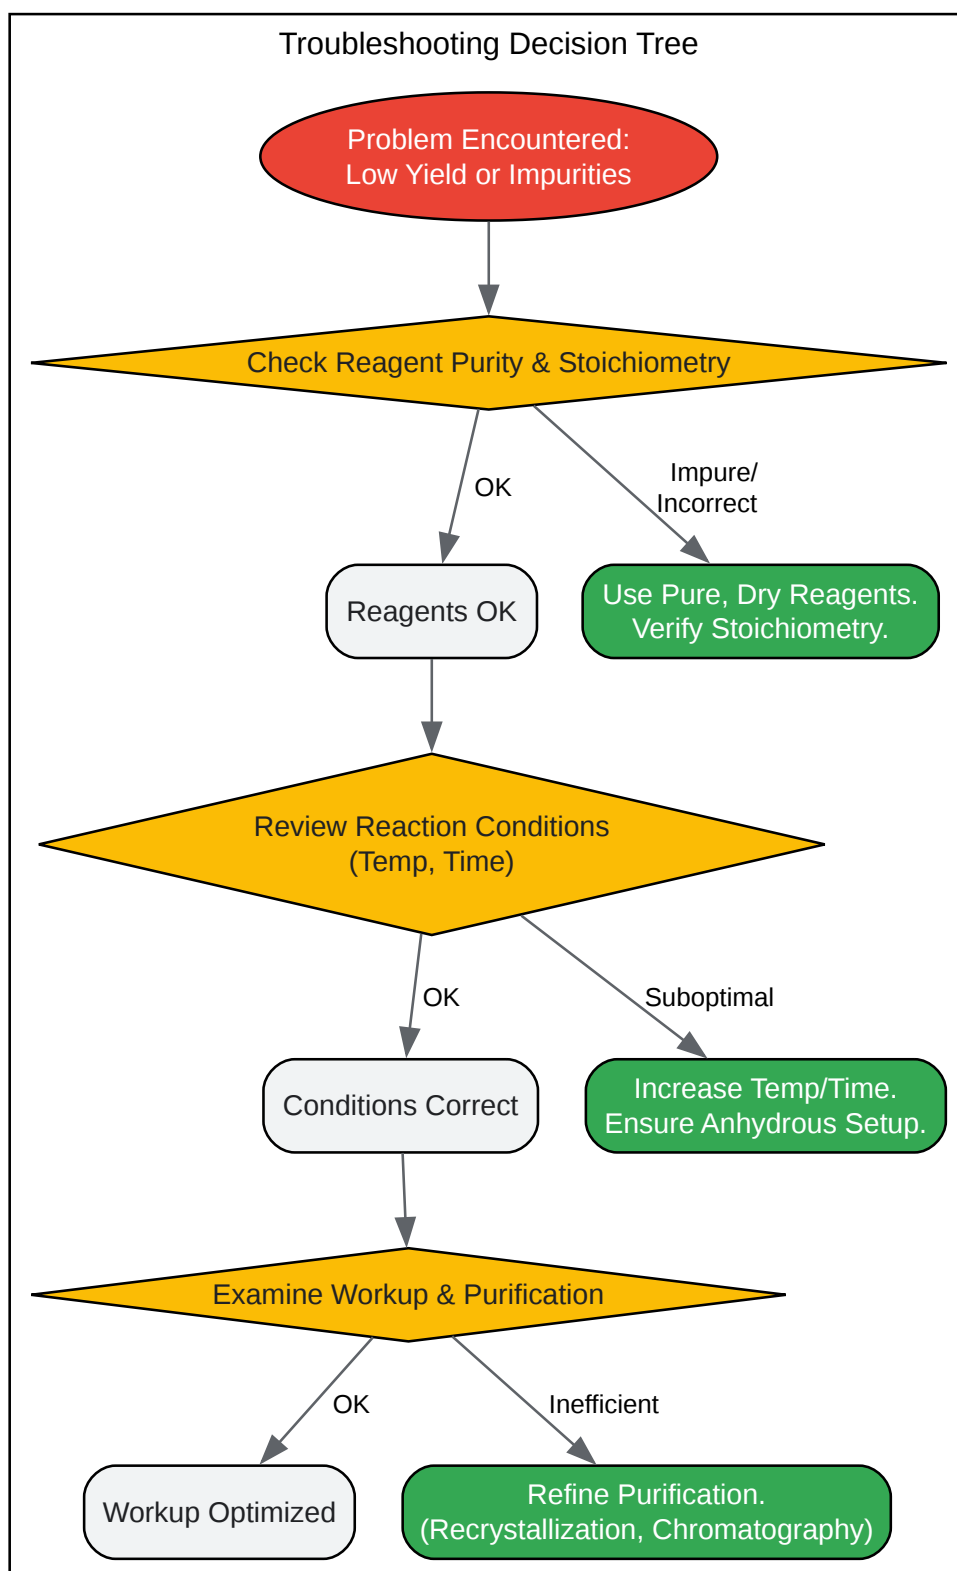 Troubleshooting Decision Tree
Problem Encountered:
Low Yield or Impurities
Check Reagent Purity & Stoichiometry
OK
Impure/
Incorrect
Reagents OK
Use Pure, Dry Reagents.
Verify Stoichiometry.
Review Reaction Conditions
(Temp, Time)
OK
Suboptimal
Conditions Correct
Increase Temp/Time.
Ensure Anhydrous Setup.
Examine Workup & Purification
OK
Inefficient
Workup Optimized
Refine Purification.
(Recrystallization, Chromatography)